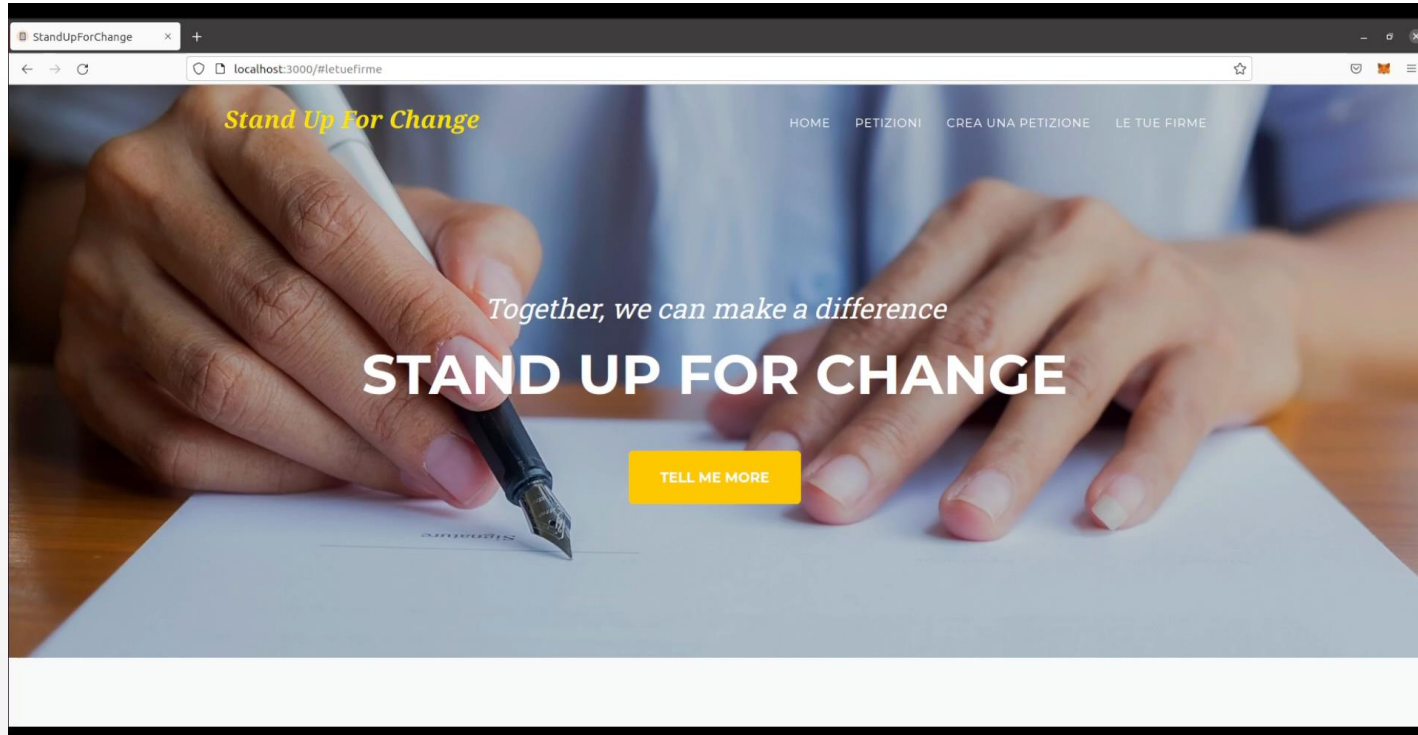 StandUpForChange
localhost:3000/#letuefirme
Stand Up For Change
HOME PETIZIONI CREA UNA PETIZIONE LE TUE FIRME
Together, we can make a difference
STAND UP FOR CHANGE
TELL ME MORE
Signature